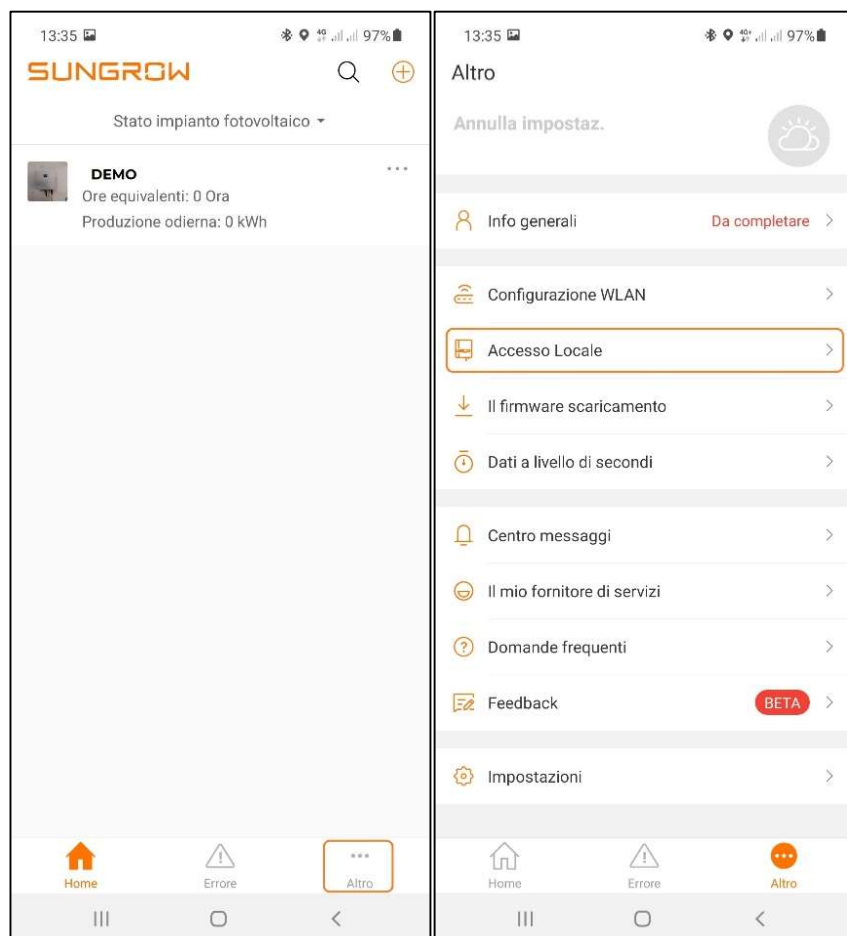 13:35
4G
97%
SUNGROW
Stato impianto fotovoltaico
DEMO
Ore equivalenti: 0 Ora
Produzione odierna: 0 kWh
Home
Errore
Altro
13:35
4G+
97%
Altro
Annulla impostaz.
Info generali
Da completare
Configurazione WLAN
Accesso Locale
Il firmware scaricamento
Dati a livello di secondi
Centro messaggi
Il mio fornitore di servizi
Domande frequenti
Feedback
BETA
Impostazioni
Home
Errore
Altro